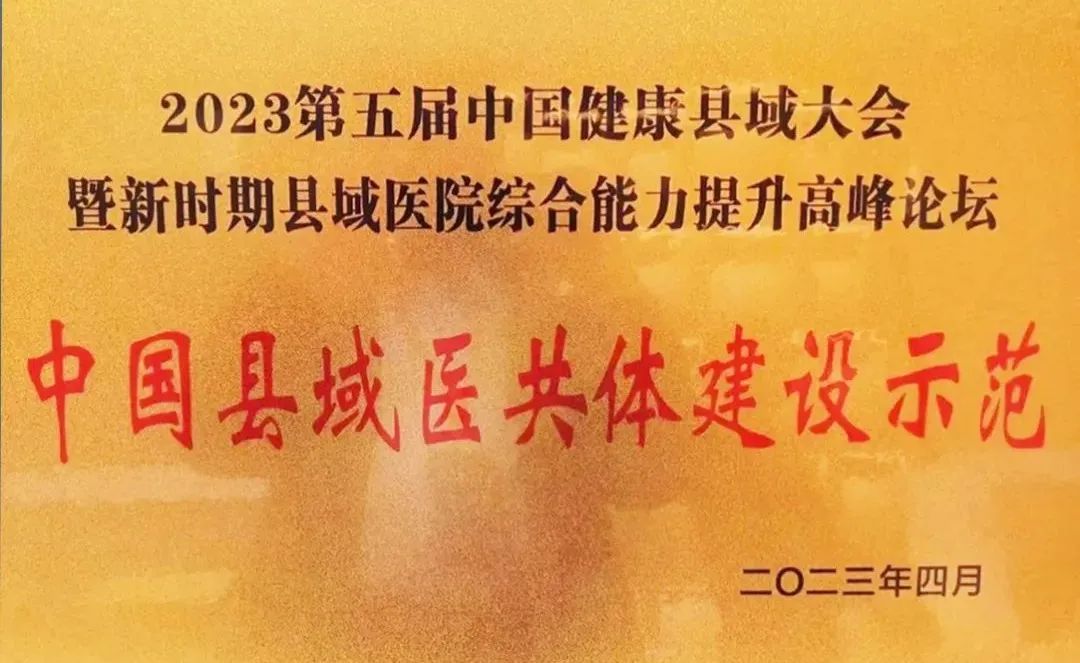 2023第五届中国健康县域大会
暨新时期县域医院综合能力提升高峰论坛
中国县域医共体建设示范
二〇二三年四月